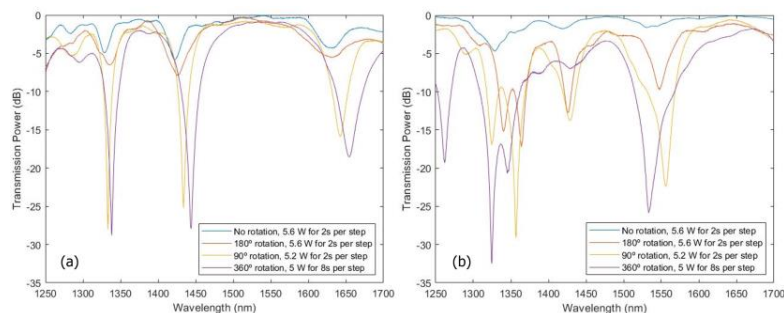 0
-5
-10
-15
-20
-25
-30
-35
Transmission Power (dB)
(a)
No rotation, 5.6 W for 2s per step
180º rotation, 5.6 W for 2s per step
90º rotation, 5.2 W for 2s per step
360º rotation, 5 W for 8s per step
1250 1300 1350 1400 1450 1500 1550 1600 1650 1700
Wavelength (nm)
0
-5
-10
-15
-20
-25
-30
-35
Transmission Power (dB)
(b)
No rotation, 5.6 W for 2s per step
180º rotation, 5.6 W for 2s per step
90º rotation, 5.2 W for 2s per step
360º rotation, 5 W for 8s per step
1250 1300 1350 1400 1450 1500 1550 1600 1650 1700
Wavelength (nm)